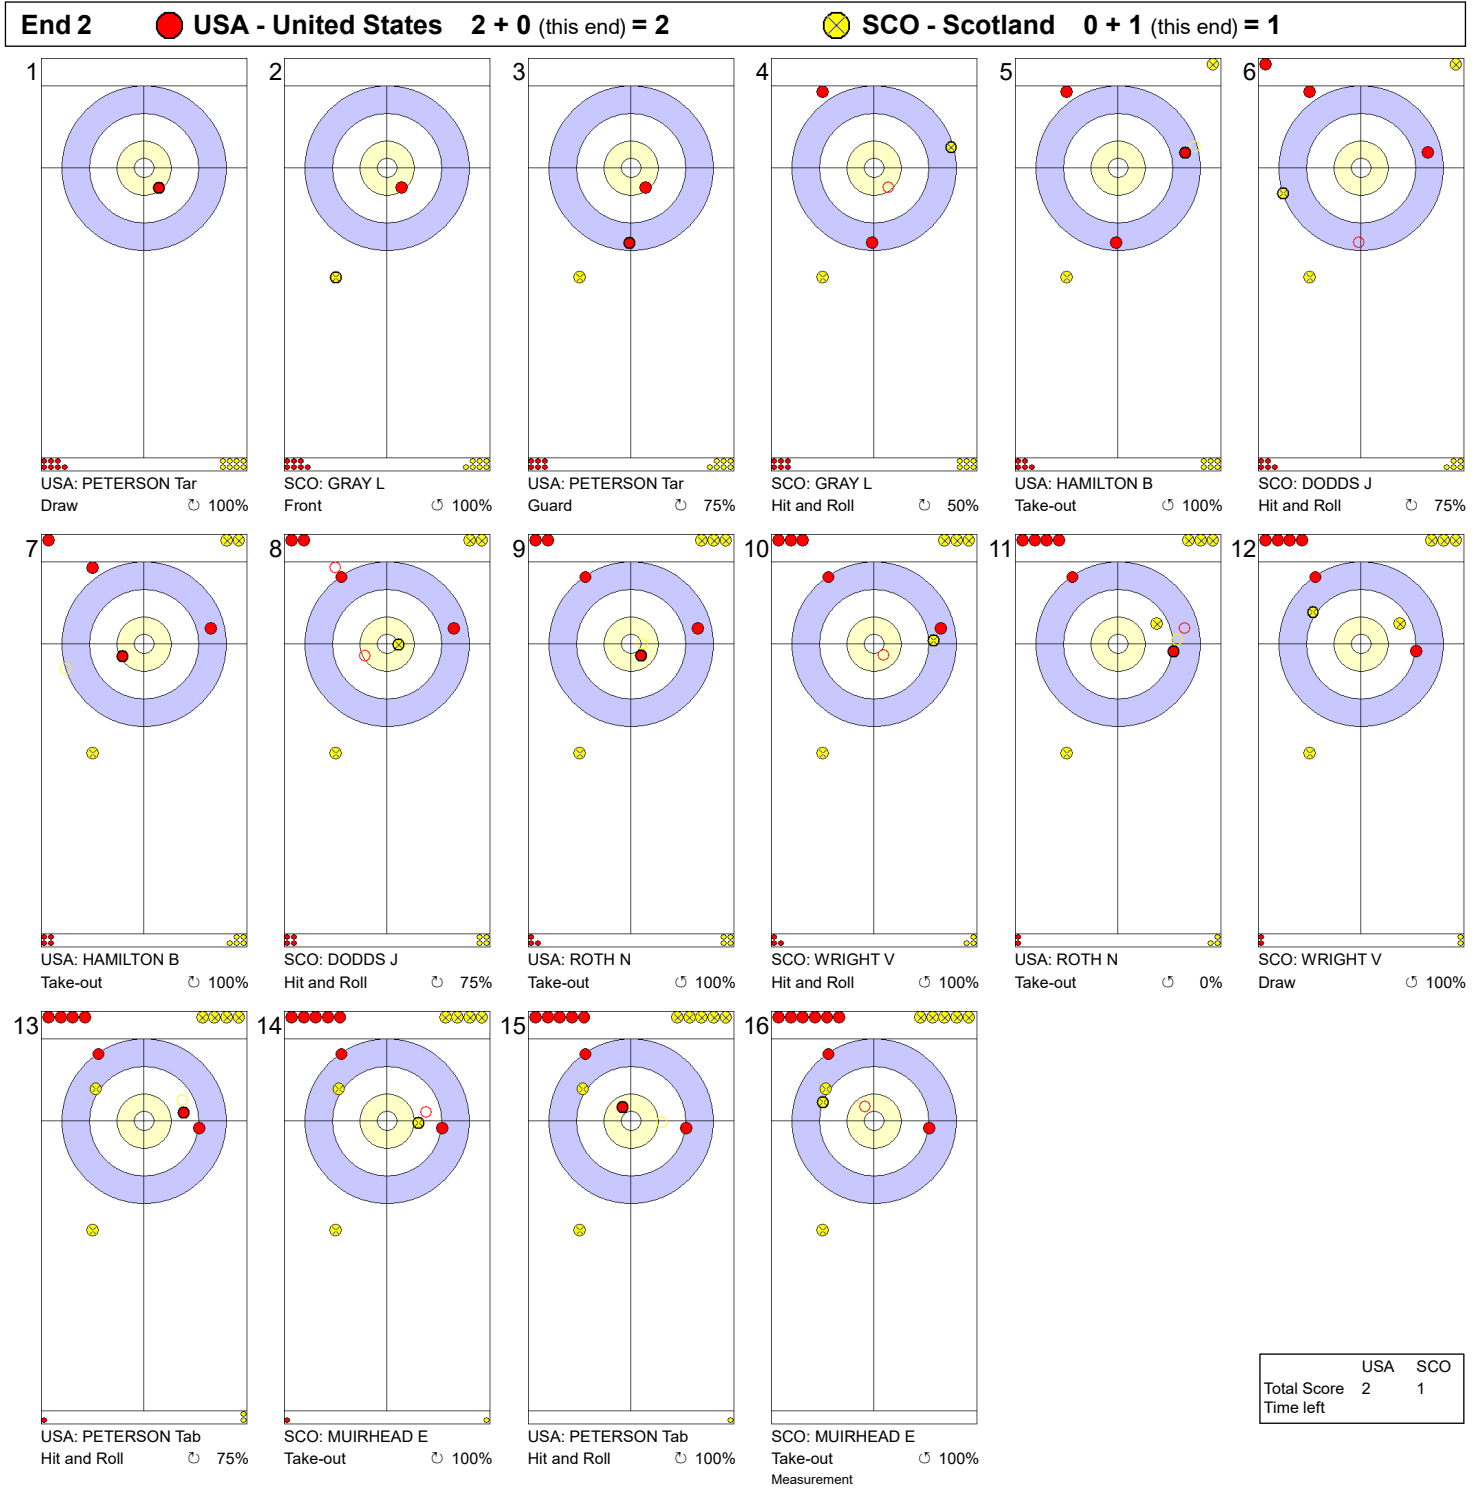 End 2 USA - United States 2 + 0 (this end) = 2 SCO - Scotland 0 + 1 (this end) = 1
1 2 3 4 5 6
USA: PETERSON Tar SCO: GRAY L USA: PETERSON Tar SCO: GRAY L USA: HAMILTON B SCO: DODDS J
Draw ↻ 100% Front ↻ 100% Guard ↻ 75% Hit and Roll ↻ 50% Take-out ↻ 100% Hit and Roll ↻ 75%
7 8 9 10 11 12
USA: HAMILTON B SCO: DODDS J USA: ROTH N SCO: WRIGHT V USA: ROTH N SCO: WRIGHT V
Take-out ↻ 100% Hit and Roll ↻ 75% Take-out ↻ 100% Hit and Roll ↺ 100% Take-out ↺ 0% Draw ↺ 100%
13 14 15 16
USA: PETERSON Tab SCO: MUIRHEAD E USA: PETERSON Tab SCO: MUIRHEAD E
Hit and Roll ↻ 75% Take-out ↻ 100% Hit and Roll ↻ 100% Take-out ↺ 100%
Measurement
USA SCO
Total Score 2 1
Time left